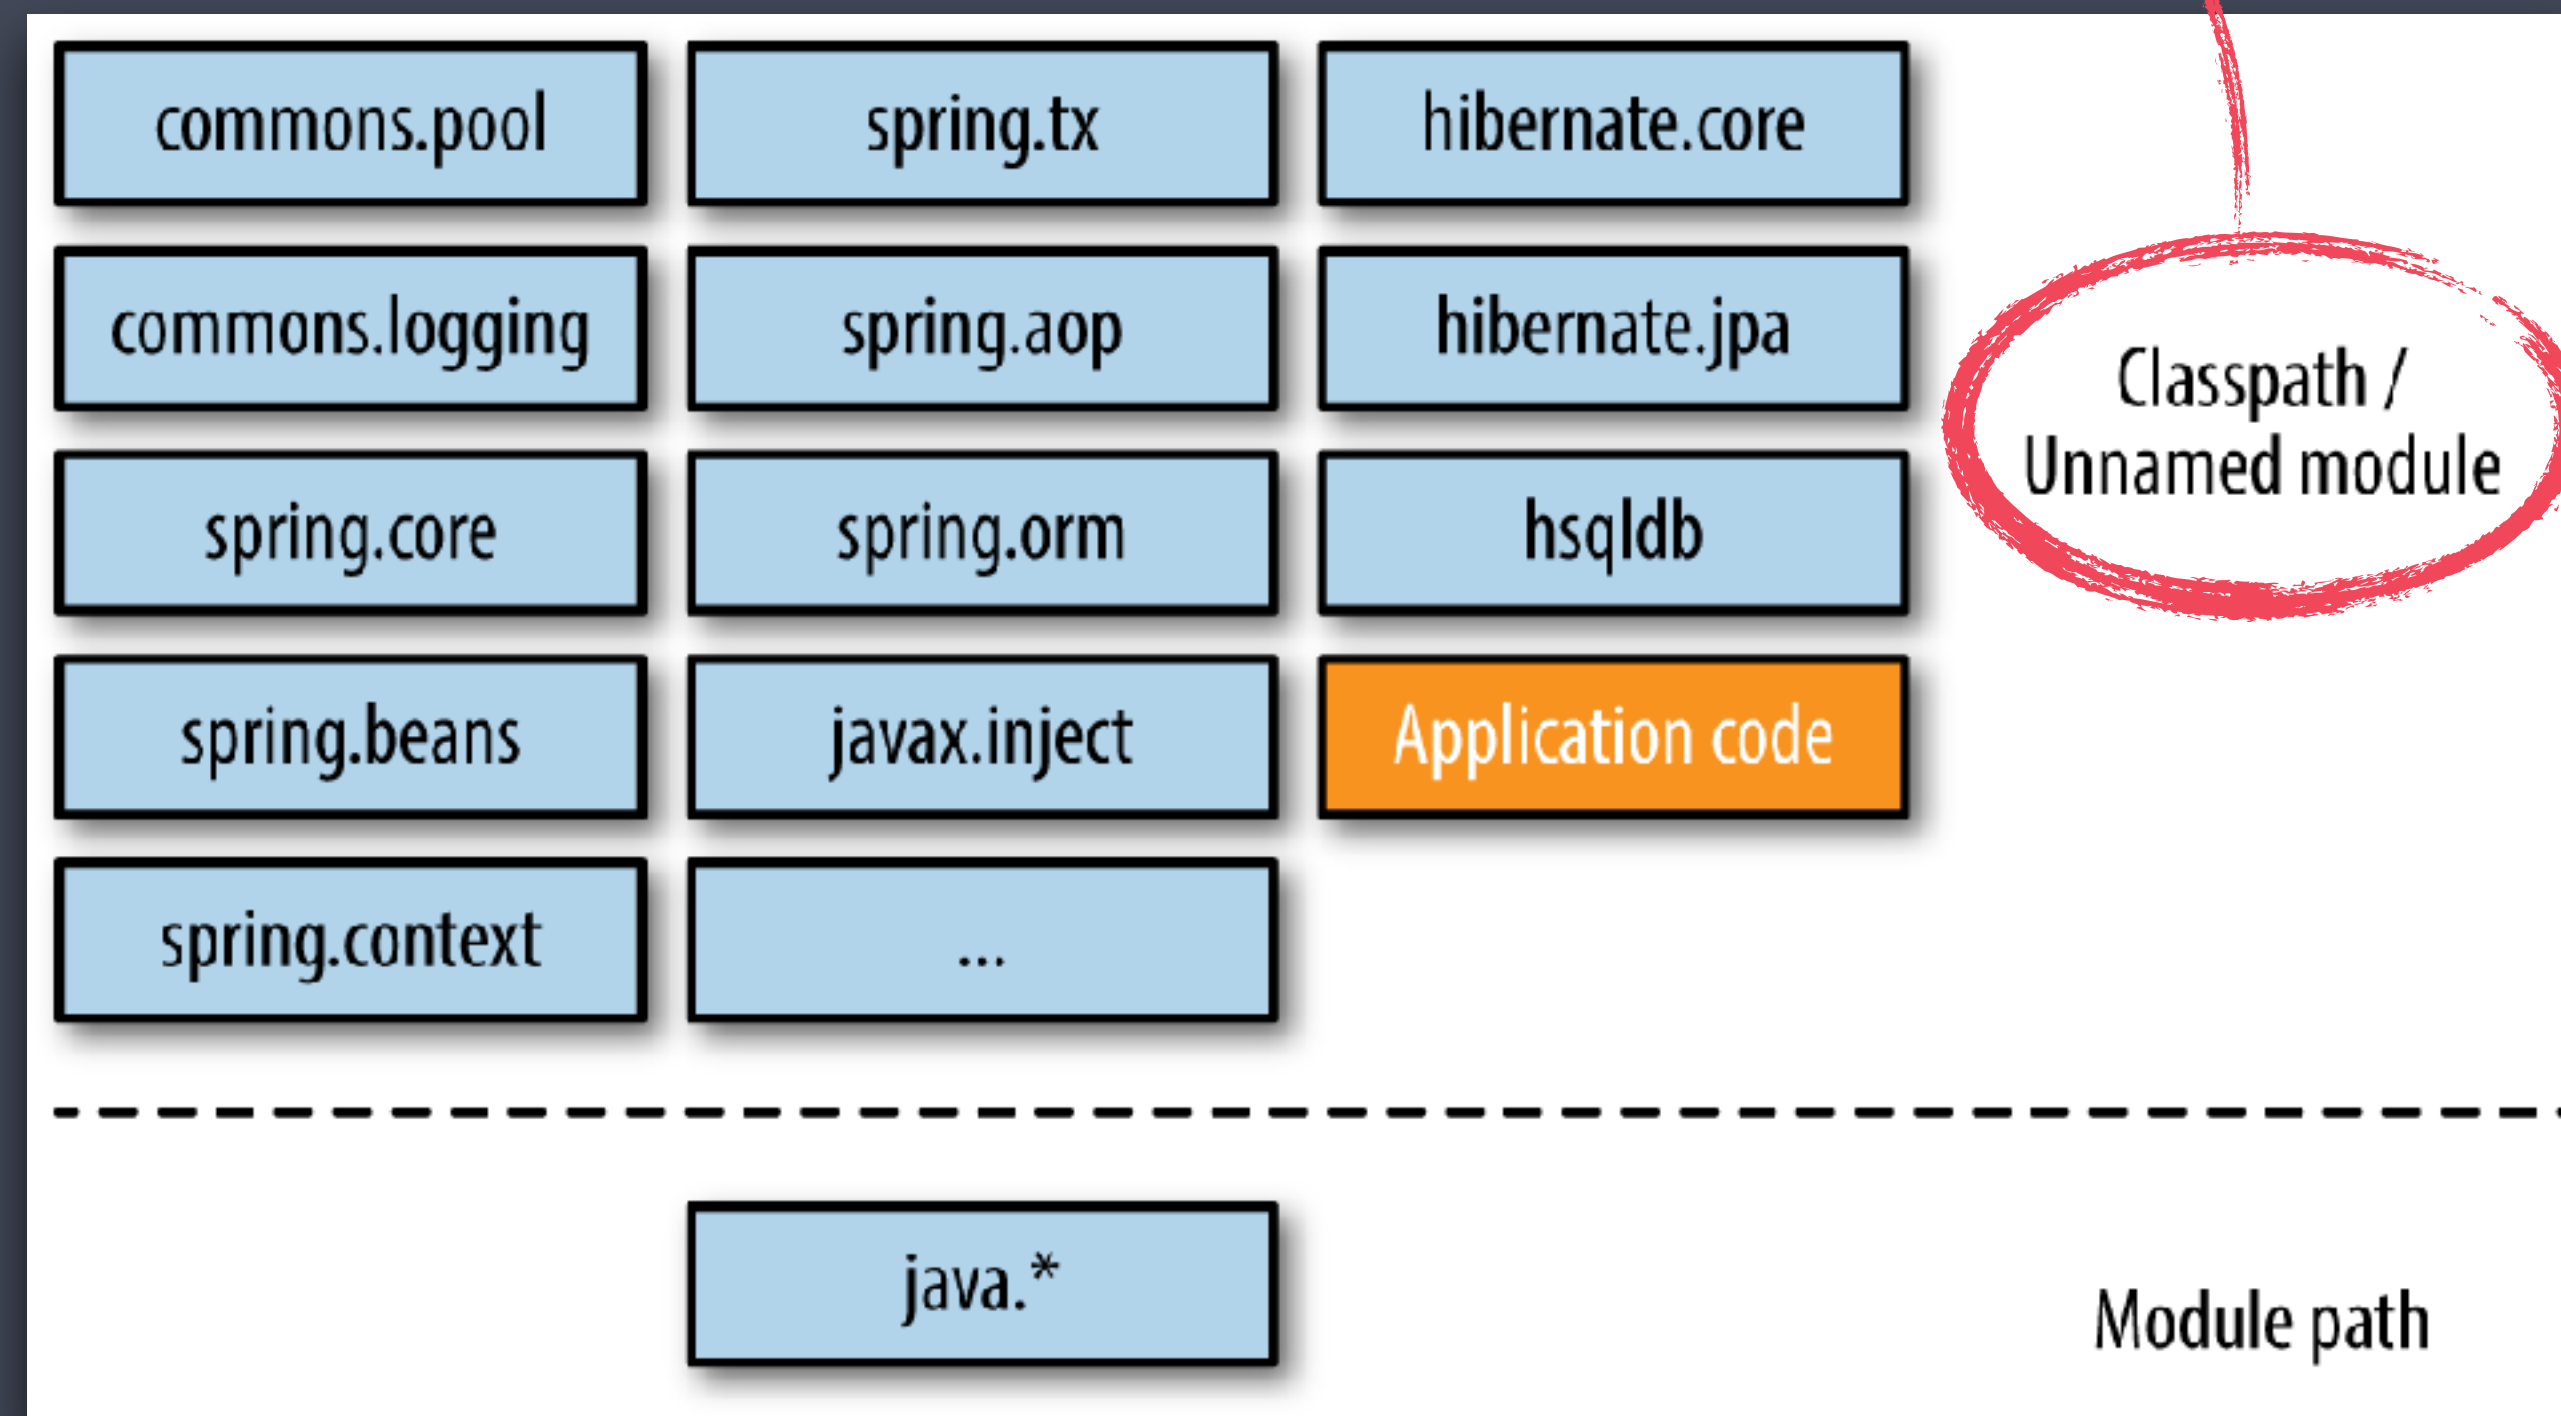 commons.pool
spring.tx
hibernate.core
commons.logging
spring.aop
hibernate.jpa
Classpath /
Unnamed module
spring.core
spring.orm
hsqldb
spring.beans
javax.inject
Application code
spring.context
...
java.*
Module path